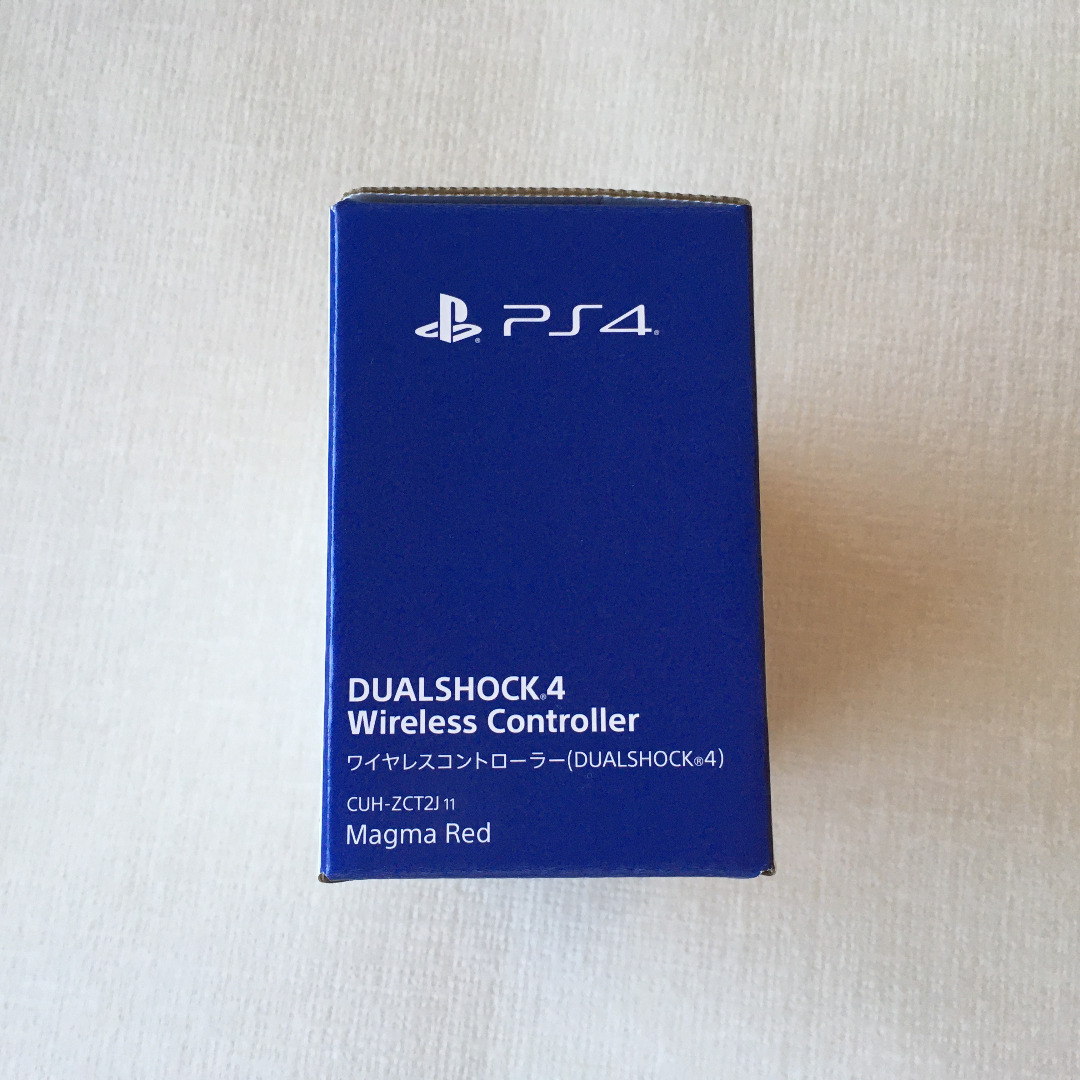 PS4®
DUALSHOCK®4
Wireless Controller
ワイヤレスコントローラー(DUALSHOCK®4)
CUH-ZCT2J 11
Magma Red